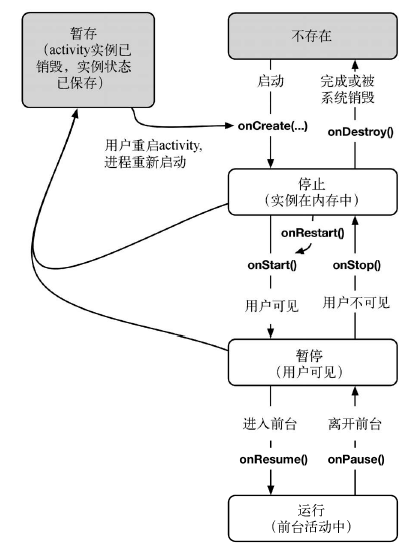 暂存
（activity实例已
销毁，实例状态
已保存）
不存在
启动
完成或被
系统销毁
onCreate(...)
onDestroy()
用户重启activity,
进程重新启动
停止
（实例在内存中）
onRestart()
onStart()
onStop()
用户可见
用户不可见
暂停
（用户可见）
进入前台
离开前台
onResume()
onPause()
运行
（前台活动中）